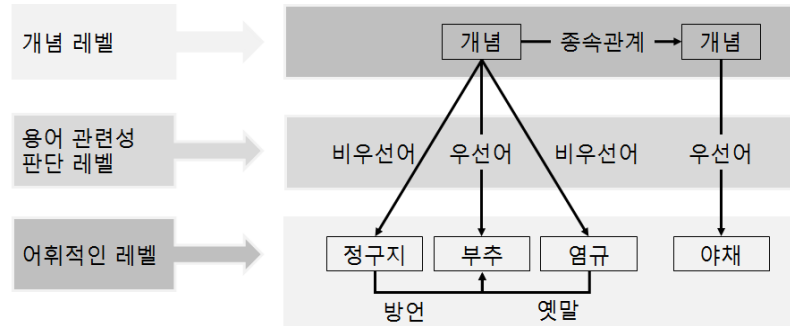 개념 레벨
개념 종속관계 개념
용어 관련성
판단 레벨
비우선어 우선어 비우선어 우선어
어휘적인 레벨
정구지 부추 염규 야채
방언 옛말